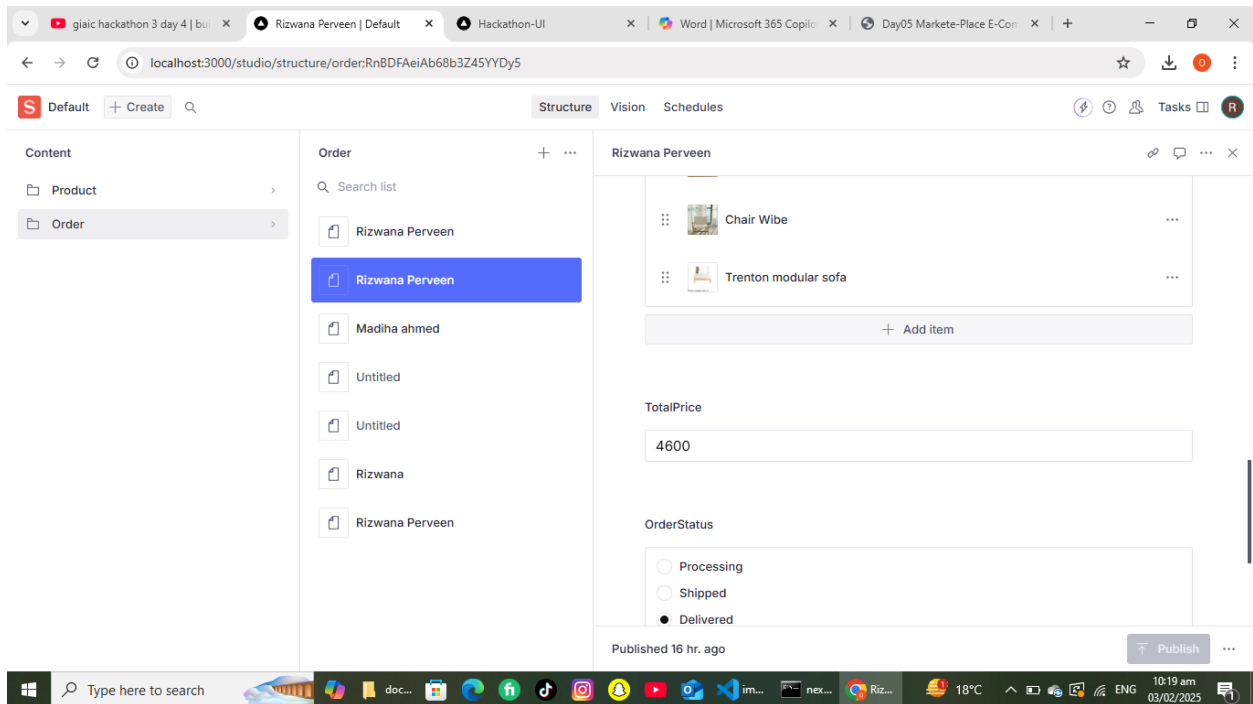 giaic hackathon 3 day 4 | bui
Rizwana Perveen | Default
Hackathon-UI
Word | Microsoft 365 Copilo
Day05 Markete-Place E-Com
localhost:3000/studio/structure/order;RnBDFAeiAb68b3Z45YYDy5
O
S Default + Create
Structure Vision Schedules
Tasks
R
Content
Product
Order
Order
Search list
Rizwana Perveen
Rizwana Perveen
Madiha ahmed
Untitled
Untitled
Rizwana
Rizwana Perveen
Rizwana Perveen
Chair Wibe
Trenton modular sofa
+ Add item
TotalPrice
4600
OrderStatus
Processing
Shipped
Delivered
Published 16 hr. ago
Publish
Type here to search
doc...
im...
nex...
Riz...
18°C
ENG
10:19 am
03/02/2025